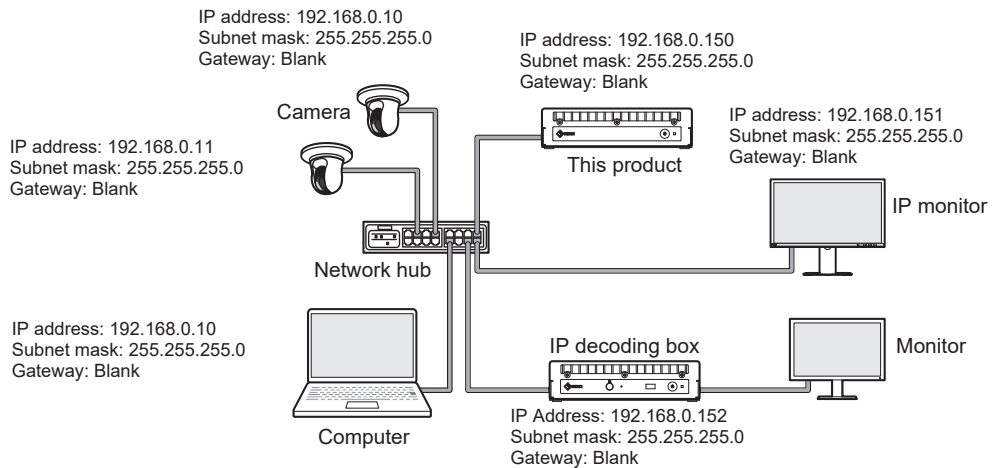 IP address: 192.168.0.10
Subnet mask: 255.255.255.0
Gateway: Blank
IP address: 192.168.0.150
Subnet mask: 255.255.255.0
Gateway: Blank
Camera
IP address: 192.168.0.151
Subnet mask: 255.255.255.0
Gateway: Blank
IP address: 192.168.0.11
Subnet mask: 255.255.255.0
Gateway: Blank
This product
IP monitor
Network hub
IP address: 192.168.0.10
Subnet mask: 255.255.255.0
Gateway: Blank
IP decoding box
Monitor
IP Address: 192.168.0.152
Subnet mask: 255.255.255.0
Gateway: Blank
Computer